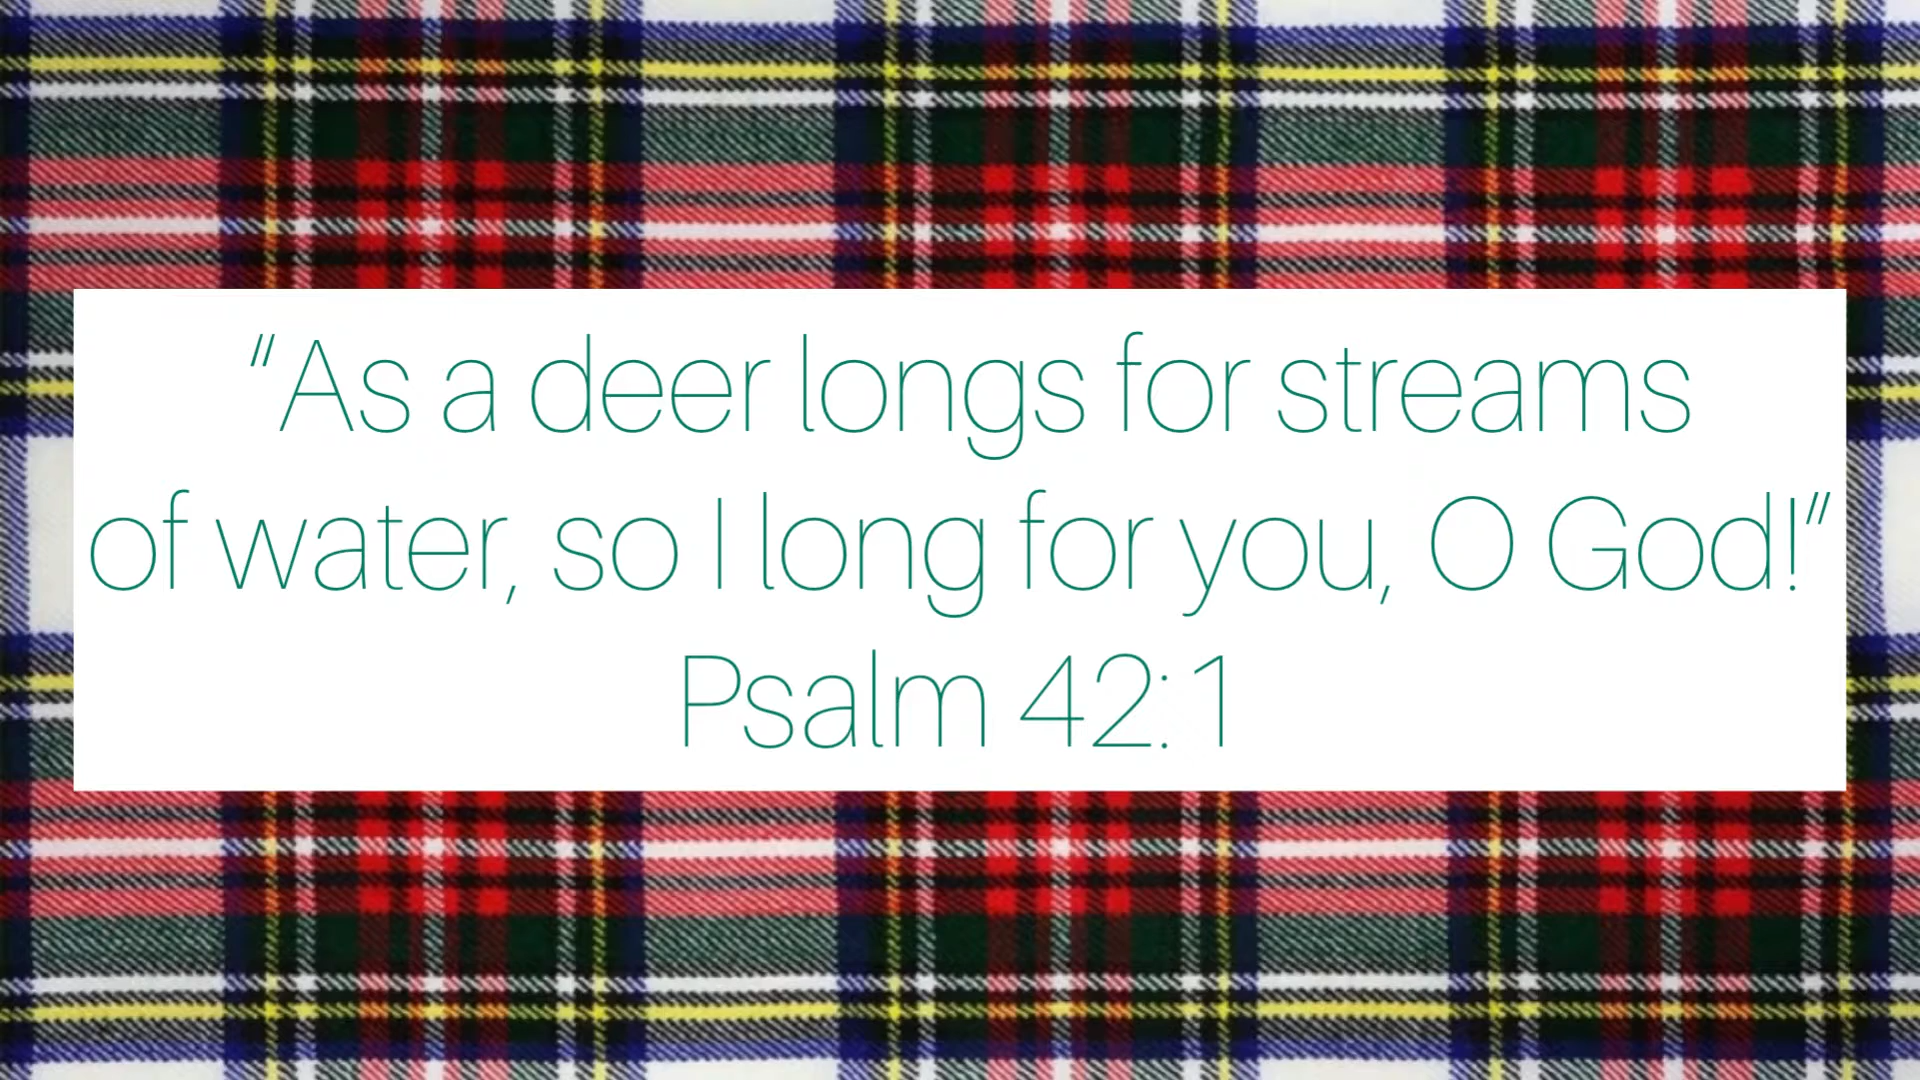 “As a deer longs for streams
of water, so I long for you, O God!”
Psalm 42:1